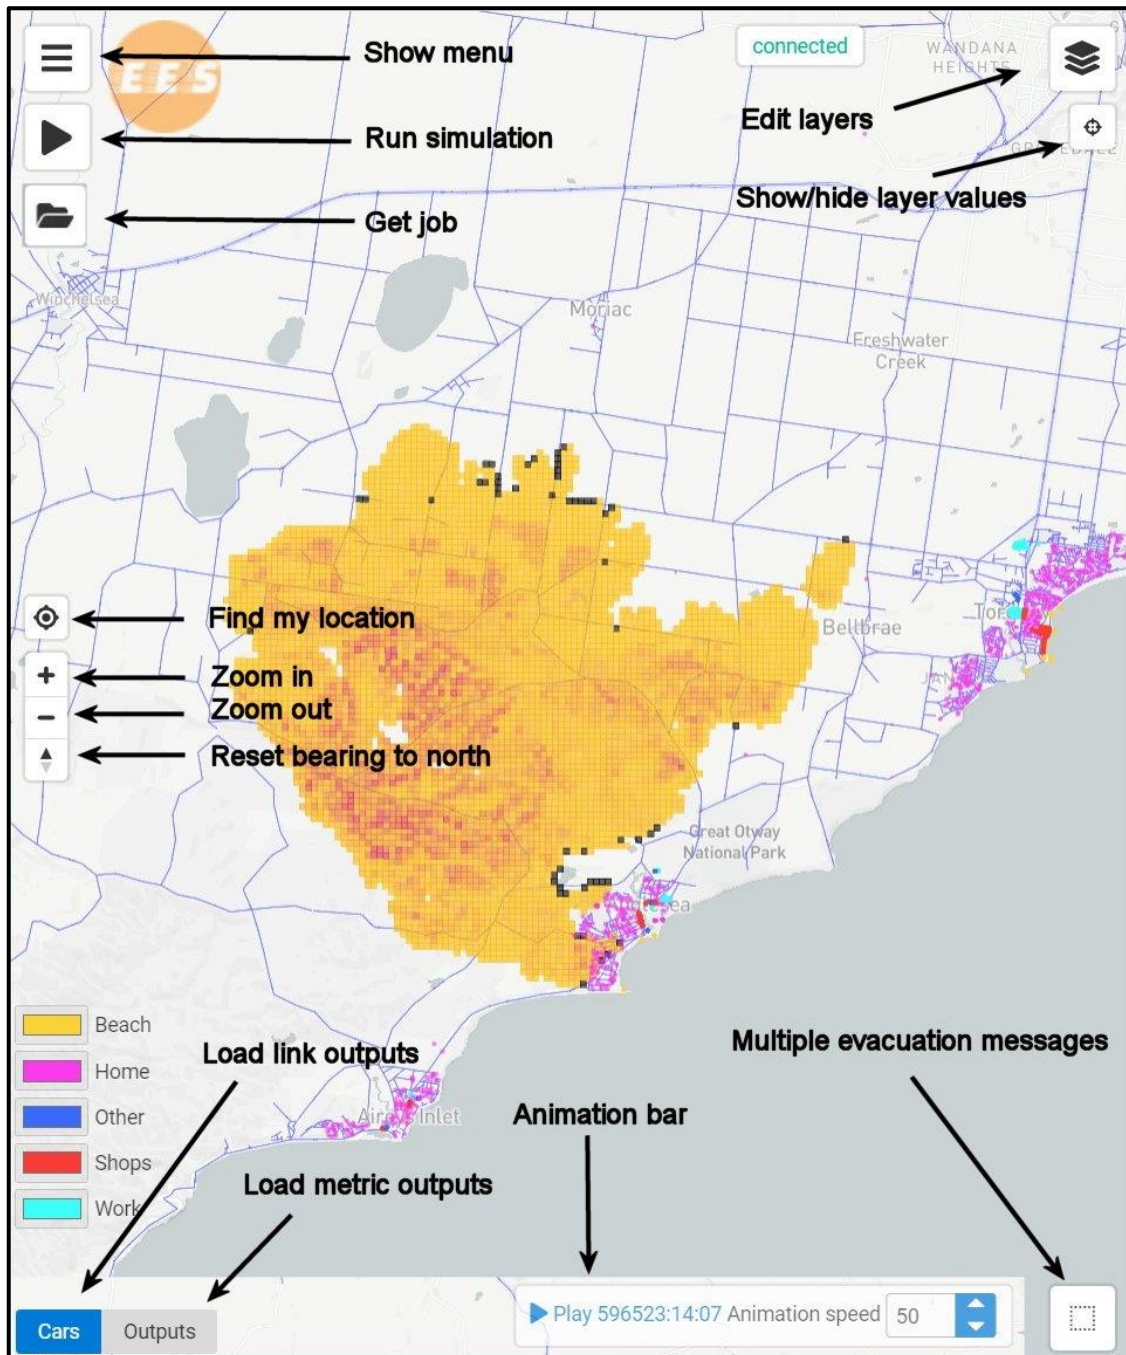 Show menu
EES
connected
WANDANA
HEIGHTS
Edit layers
Run simulation
Show/hide layer values
Get job
Winchelsea
Moriac
Freshwater
Creek
Find my location
Bellbrae
Zoom in
Zoom out
Reset bearing to north
Great Otway
National Park
Beach
Home
Other
Shops
Work
Load link outputs
Multiple evacuation messages
Animation bar
Load metric outputs
Cars
Outputs
Play 596523:14:07 Animation speed
50